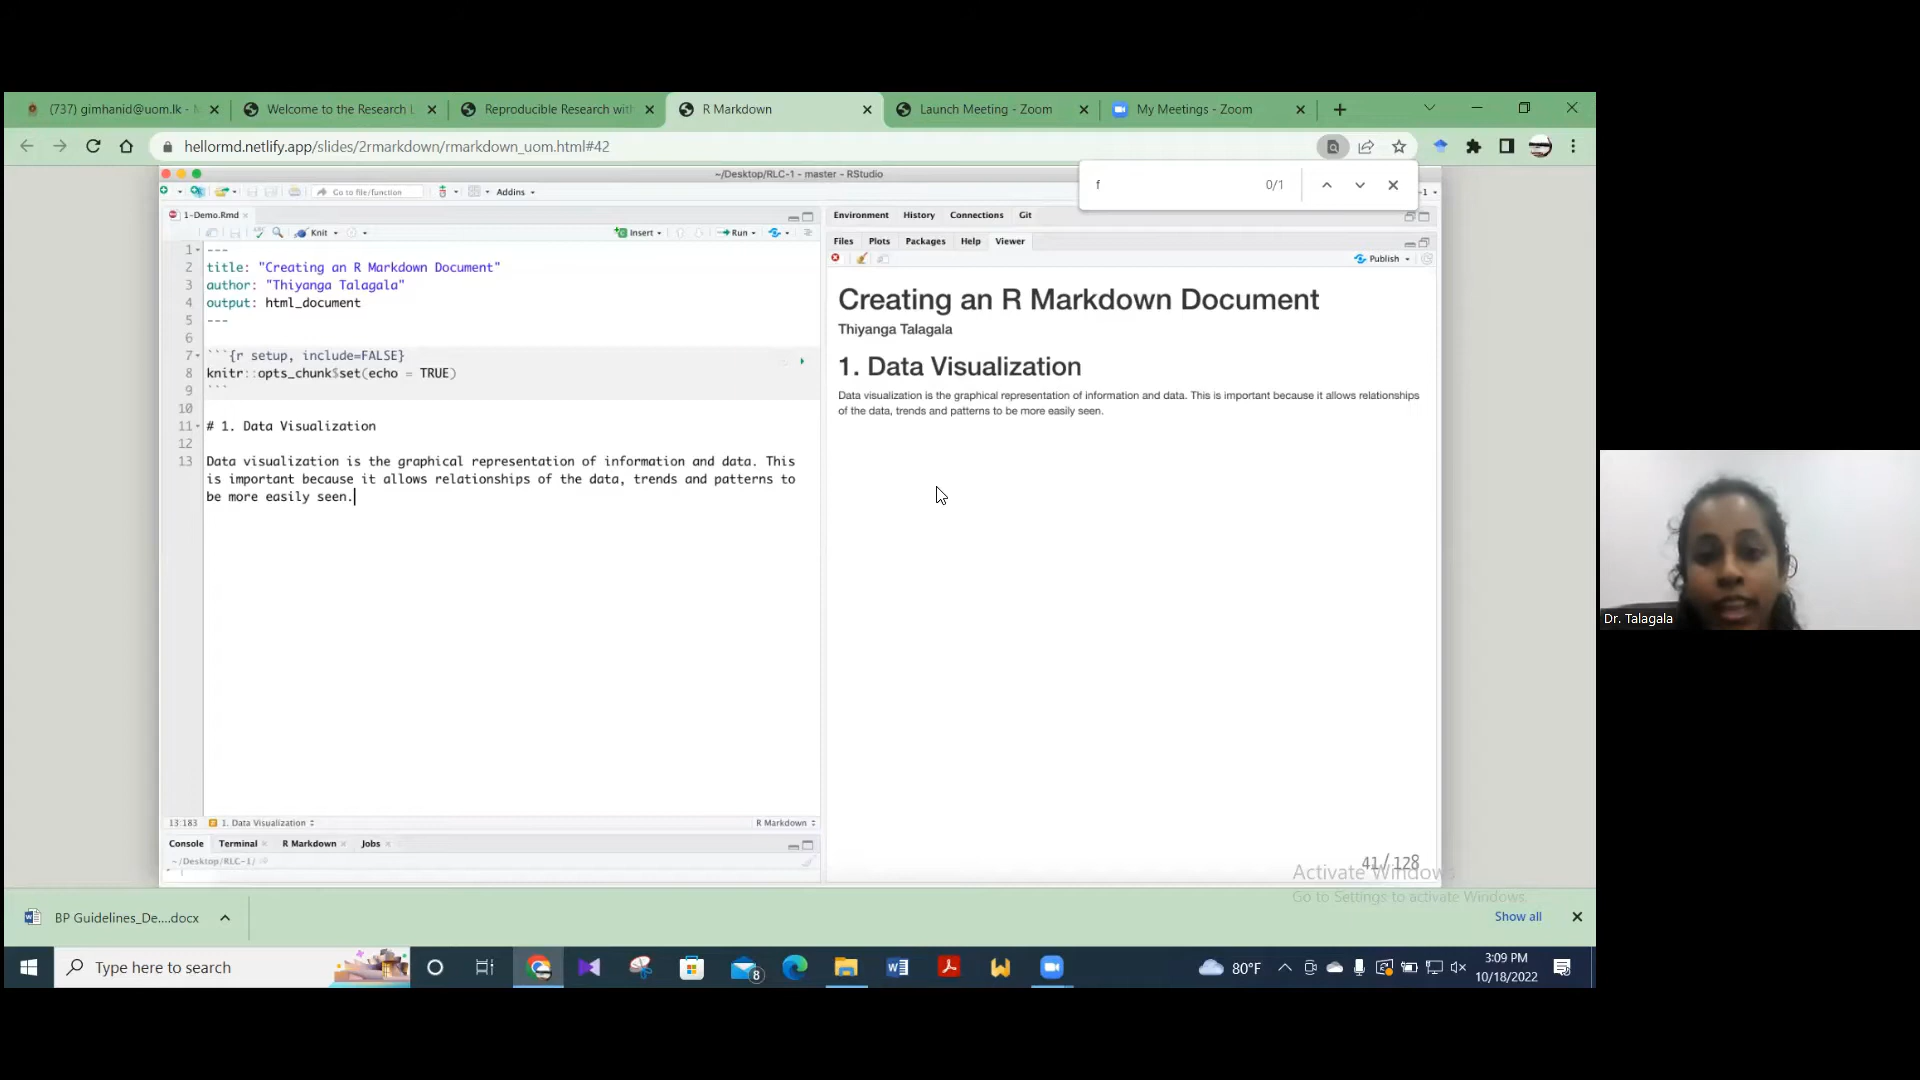 (737) gimhanid@uom.lk -
Welcome to the Research
Reproducible Research with
R Markdown
Launch Meeting - Zoom
My Meetings - Zoom
hellormd.netlify.app/slides/2rmarkdown/rmarkdown_uom.html#42
f
0/1
~/Desktop/RLC-1 - master - RStudio
Go to file/function
Addins
1-Demo.Rmd
Knit
Insert
Run
1 ---
2 title: "Creating an R Markdown Document"
3 author: "Thiyanga Talagala"
4 output: html_document
5 ---
6
7 ```{r setup, include=FALSE}
8 knitr::opts_chunk$set(echo = TRUE)
9 ```
10
11 # 1. Data Visualization
12
13 Data visualization is the graphical representation of information and data. This
is important because it allows relationships of the data, trends and patterns to
be more easily seen.
13:183
1. Data Visualization
R Markdown
Console
Terminal
R Markdown
Jobs
~/Desktop/RLC-1/
Environment
History
Connections
Git
Files
Plots
Packages
Help
Viewer
Publish
Creating an R Markdown Document
Thiyanga Talagala
1. Data Visualization
Data visualization is the graphical representation of information and data. This is important because it allows relationships
of the data, trends and patterns to be more easily seen.
41 / 128
Activate Windows
Go to Settings to activate Windows.
Dr. Talagala
BP Guidelines_De....docx
Show all
Type here to search
8
80°F
3:09 PM
10/18/2022